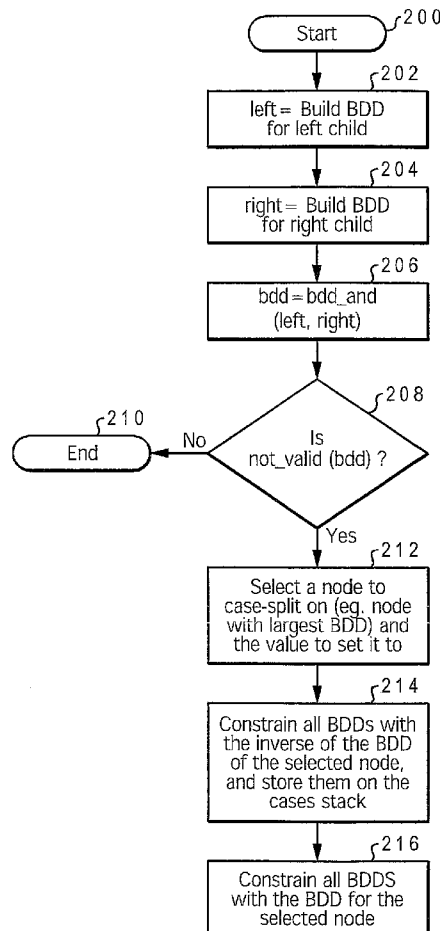 200
Start
202
left= Build BDD
for left child
204
right= Build BDD
for right child
206
bdd=bdd_and
(left, right)
208
Is
not_valid (bdd) ?
210
End
No
Yes
212
Select a node to
case-split on (eg. node
with largest BDD) and
the value to set it to
214
Constrain all BDDs with
the inverse of the BDD
of the selected node,
and store them on the
cases stack
216
Constrain all BDDS
with the BDD for the
selected node